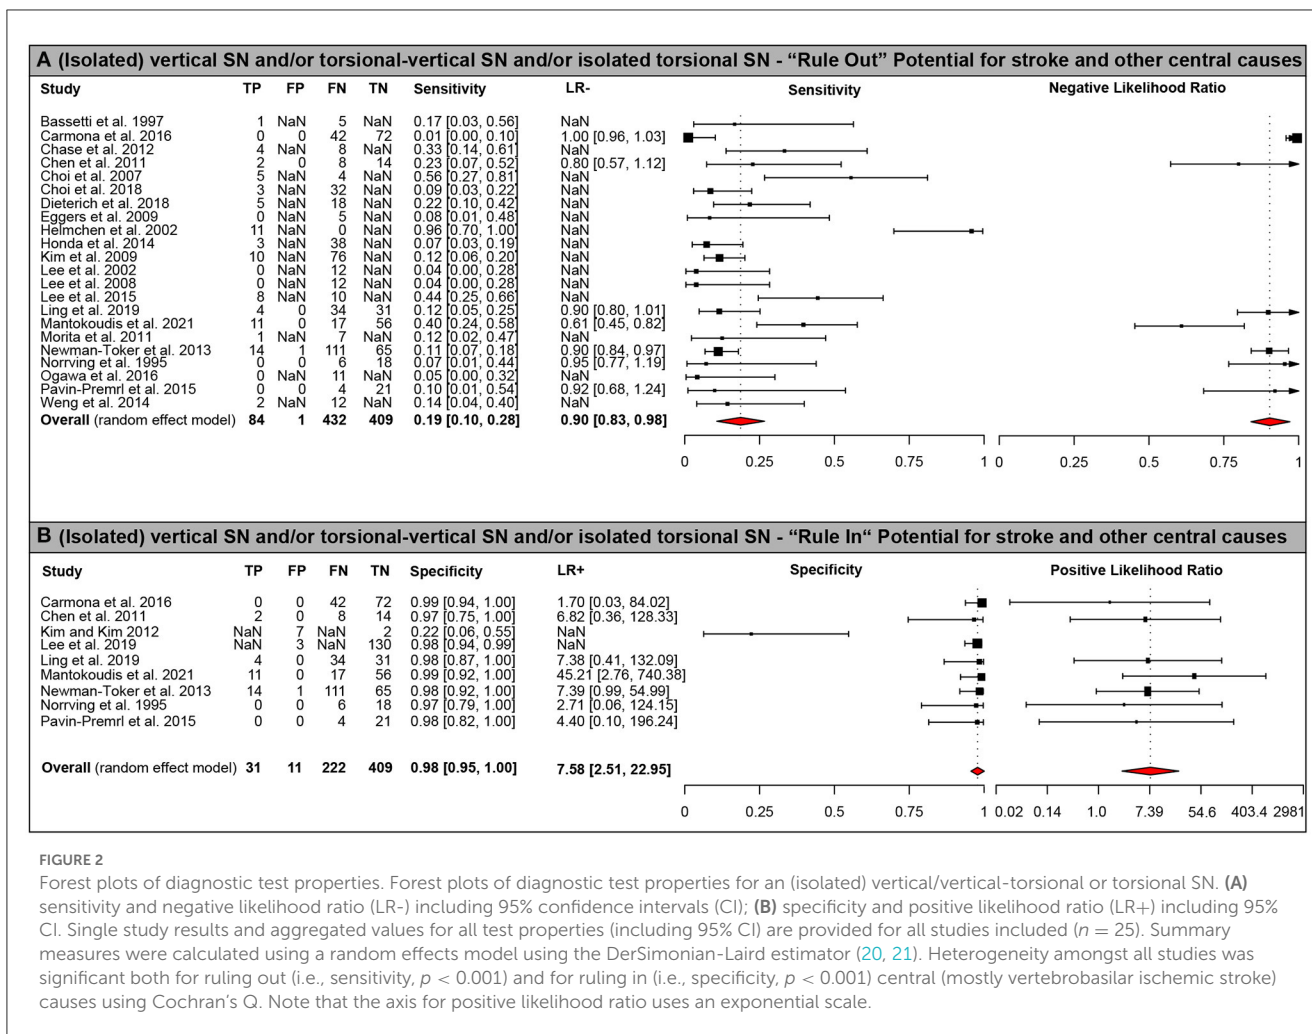 A (Isolated) vertical SN and/or torsional-vertical SN and/or isolated torsional SN - “Rule Out” Potential for stroke and other central causes
Study TP FP FN TN Sensitivity LR- Sensitivity Negative Likelihood Ratio
Bassetti et al. 1997 1 NaN 5 NaN 0.17 [0.03, 0.56] NaN
Carmona et al. 2016 0 0 42 72 0.01 [0.00, 0.10] 1.00 [0.96, 1.03]
Chase et al. 2012 4 NaN 8 NaN 0.33 [0.14, 0.61] NaN
Chen et al. 2011 2 0 8 14 0.23 [0.07, 0.52] 0.80 [0.57, 1.12]
Choi et al. 2007 5 NaN 4 NaN 0.56 [0.27, 0.81] NaN
Choi et al. 2018 3 NaN 32 NaN 0.09 [0.03, 0.22] NaN
Dieterich et al. 2018 5 NaN 18 NaN 0.22 [0.10, 0.42] NaN
Eggers et al. 2009 0 NaN 5 NaN 0.08 [0.01, 0.48] NaN
Helmchen et al. 2002 11 NaN 0 NaN 0.96 [0.70, 1.00] NaN
Honda et al. 2014 3 NaN 38 NaN 0.07 [0.03, 0.19] NaN
Kim et al. 2009 10 NaN 76 NaN 0.12 [0.06, 0.20] NaN
Lee et al. 2002 0 NaN 12 NaN 0.04 [0.00, 0.28] NaN
Lee et al. 2008 0 NaN 12 NaN 0.04 [0.00, 0.28] NaN
Lee et al. 2015 8 NaN 10 NaN 0.44 [0.25, 0.66] NaN
Ling et al. 2019 4 0 34 31 0.12 [0.05, 0.25] 0.90 [0.80, 1.01]
Mantokoudis et al. 2021 11 0 17 56 0.40 [0.24, 0.58] 0.61 [0.45, 0.82]
Morita et al. 2011 1 NaN 7 NaN 0.12 [0.02, 0.47] NaN
Newman-Toker et al. 2013 14 1 111 65 0.11 [0.07, 0.18] 0.90 [0.84, 0.97]
Norrving et al. 1995 0 0 6 18 0.07 [0.01, 0.44] 0.95 [0.77, 1.19]
Ogawa et al. 2016 0 NaN 11 NaN 0.05 [0.00, 0.32] NaN
Pavin-Premrl et al. 2015 0 0 4 21 0.10 [0.01, 0.54] 0.92 [0.68, 1.24]
Weng et al. 2014 2 NaN 12 NaN 0.14 [0.04, 0.40] NaN
Overall (random effect model) 84 1 432 409 0.19 [0.10, 0.28] 0.90 [0.83, 0.98]
0 0.25 0.5 0.75 1 0 0.25 0.5 0.75 1
B (Isolated) vertical SN and/or torsional-vertical SN and/or isolated torsional SN - “Rule In“ Potential for stroke and other central causes
Study TP FP FN TN Specificity LR+ Specificity Positive Likelihood Ratio
Carmona et al. 2016 0 0 42 72 0.99 [0.94, 1.00] 1.70 [0.03, 84.02]
Chen et al. 2011 2 0 8 14 0.97 [0.75, 1.00] 6.82 [0.36, 128.33]
Kim and Kim 2012 NaN 7 NaN 2 0.22 [0.06, 0.55] NaN
Lee et al. 2019 NaN 3 NaN 130 0.98 [0.94, 0.99] NaN
Ling et al. 2019 4 0 34 31 0.98 [0.87, 1.00] 7.38 [0.41, 132.09]
Mantokoudis et al. 2021 11 0 17 56 0.99 [0.92, 1.00] 45.21 [2.76, 740.38]
Newman-Toker et al. 2013 14 1 111 65 0.98 [0.92, 1.00] 7.39 [0.99, 54.99]
Norrving et al. 1995 0 0 6 18 0.97 [0.79, 1.00] 2.71 [0.06, 124.15]
Pavin-Premrl et al. 2015 0 0 4 21 0.98 [0.82, 1.00] 4.40 [0.10, 196.24]
Overall (random effect model) 31 11 222 409 0.98 [0.95, 1.00] 7.58 [2.51, 22.95]
0 0.25 0.5 0.75 1 0.02 0.14 1.0 7.39 54.6 403.4 2981
FIGURE 2
Forest plots of diagnostic test properties. Forest plots of diagnostic test properties for an (isolated) vertical/vertical-torsional or torsional SN. (A)
sensitivity and negative likelihood ratio (LR-) including 95% confidence intervals (CI); (B) specificity and positive likelihood ratio (LR+) including 95%
CI. Single study results and aggregated values for all test properties (including 95% CI) are provided for all studies included (n = 25). Summary
measures were calculated using a random effects model using the DerSimonian-Laird estimator (20, 21). Heterogeneity amongst all studies was
significant both for ruling out (i.e., sensitivity, p < 0.001) and for ruling in (i.e., specificity, p < 0.001) central (mostly vertebrobasilar ischemic stroke)
causes using Cochran's Q. Note that the axis for positive likelihood ratio uses an exponential scale.